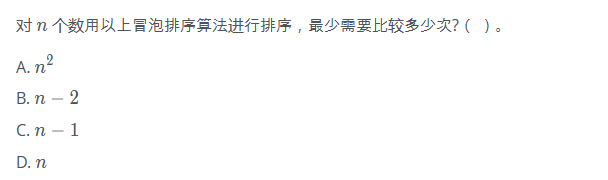 对 n 个数用以上冒泡排序算法进行排序，最少需要比较多少次?（ ）。
A. n²
B. n − 2
C. n − 1
D. n